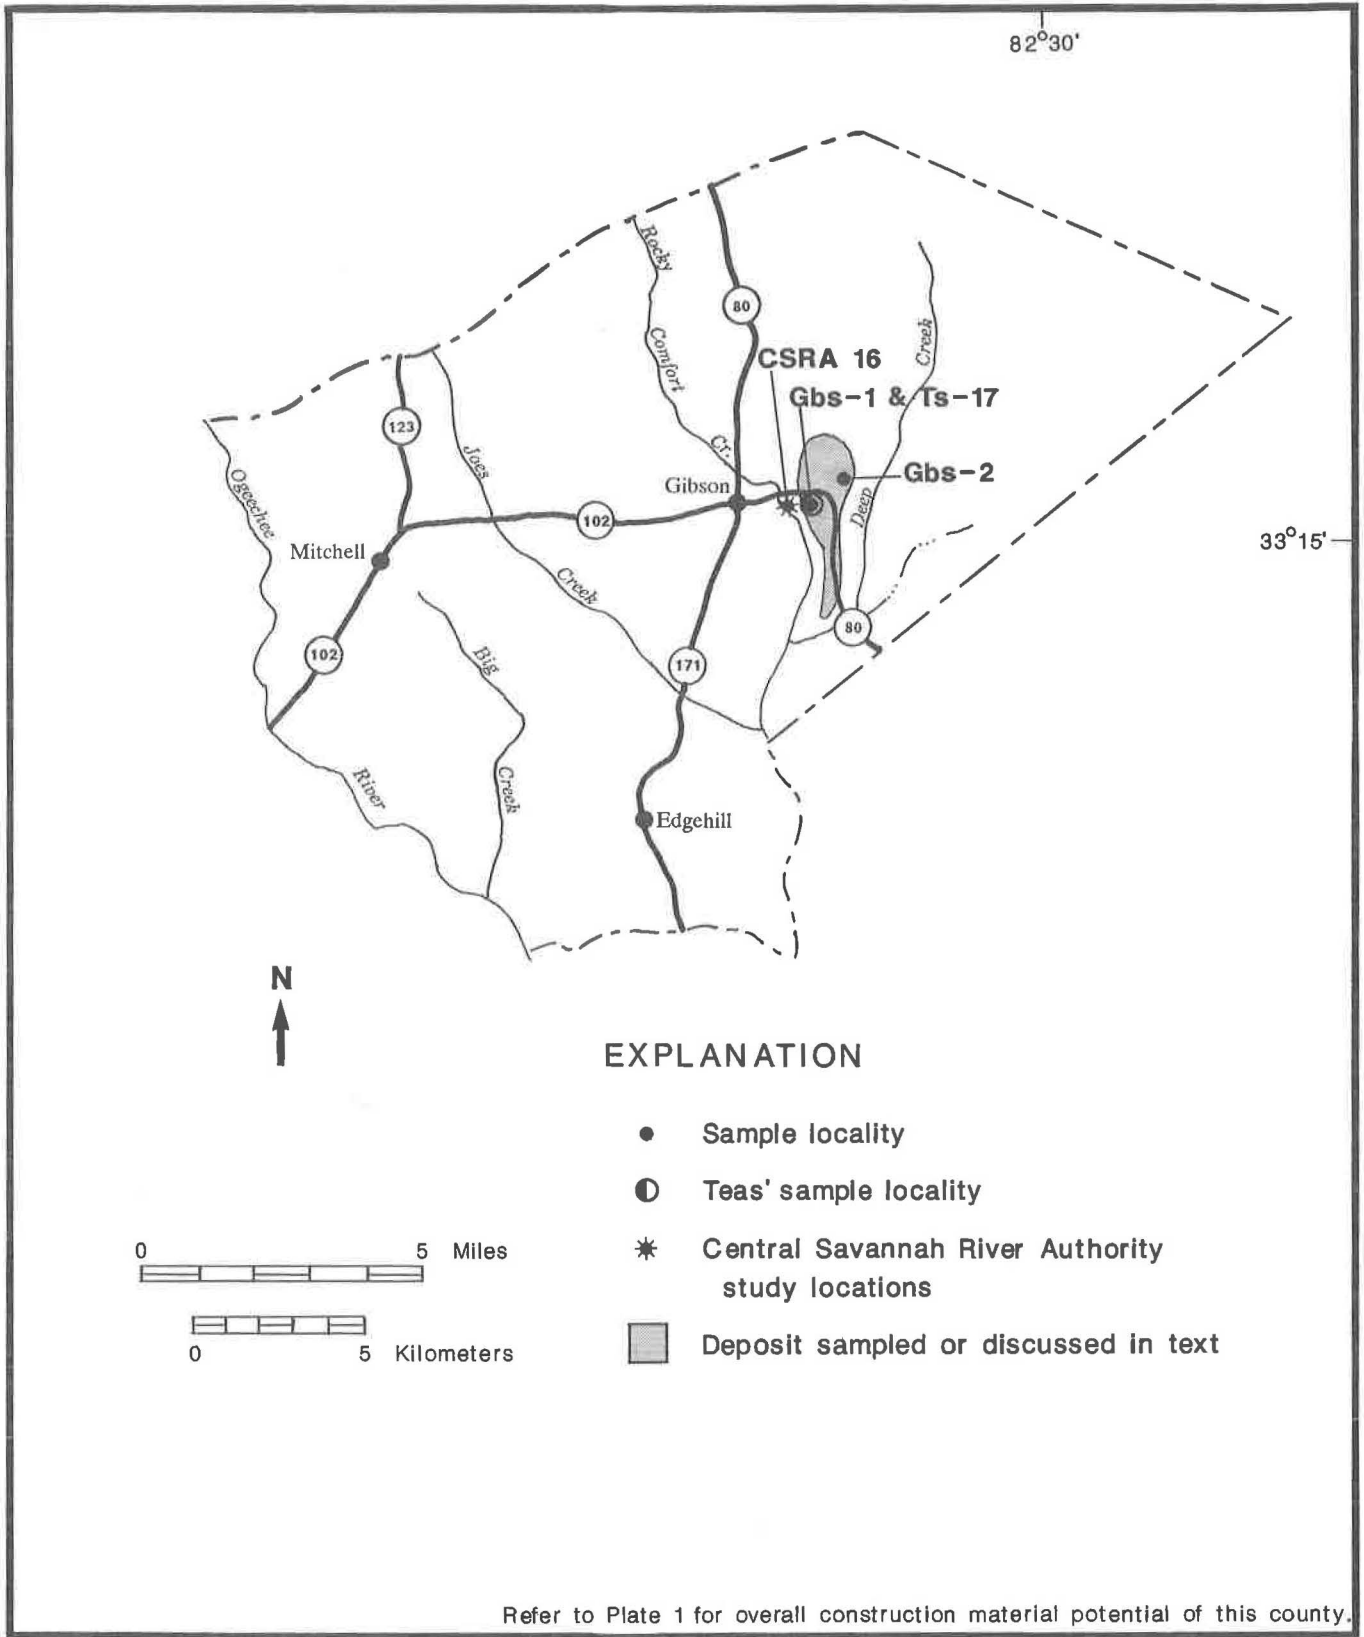 82°30'
Rocky
80
Comfort
Creek
CSRA 16
Gbs-1 & Ts-17
123
Joes
Cr.
Ogeechee
Gibson
Gbs-2
102
Deep
33°15'
Mitchell
Creek
80
102
Big
171
River
Creek
Edgehill
N
EXPLANATION
Sample locality
Teas' sample locality
Central Savannah River Authority
study locations
Deposit sampled or discussed in text
0 5 Miles
0 5 Kilometers
Refer to Plate 1 for overall construction material potential of this county.